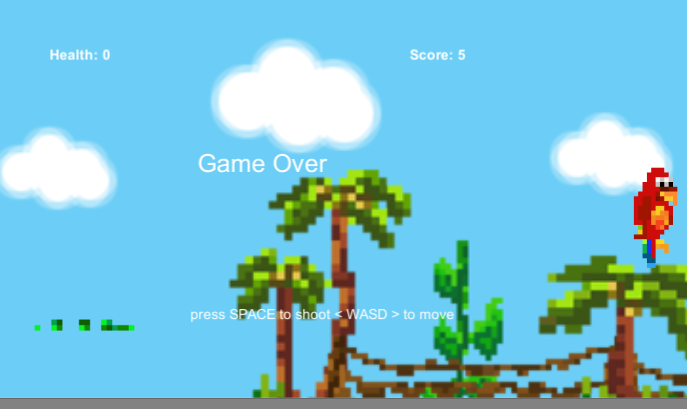 Health: 0
Score: 5
Game Over
press SPACE to shoot < WASD > to move